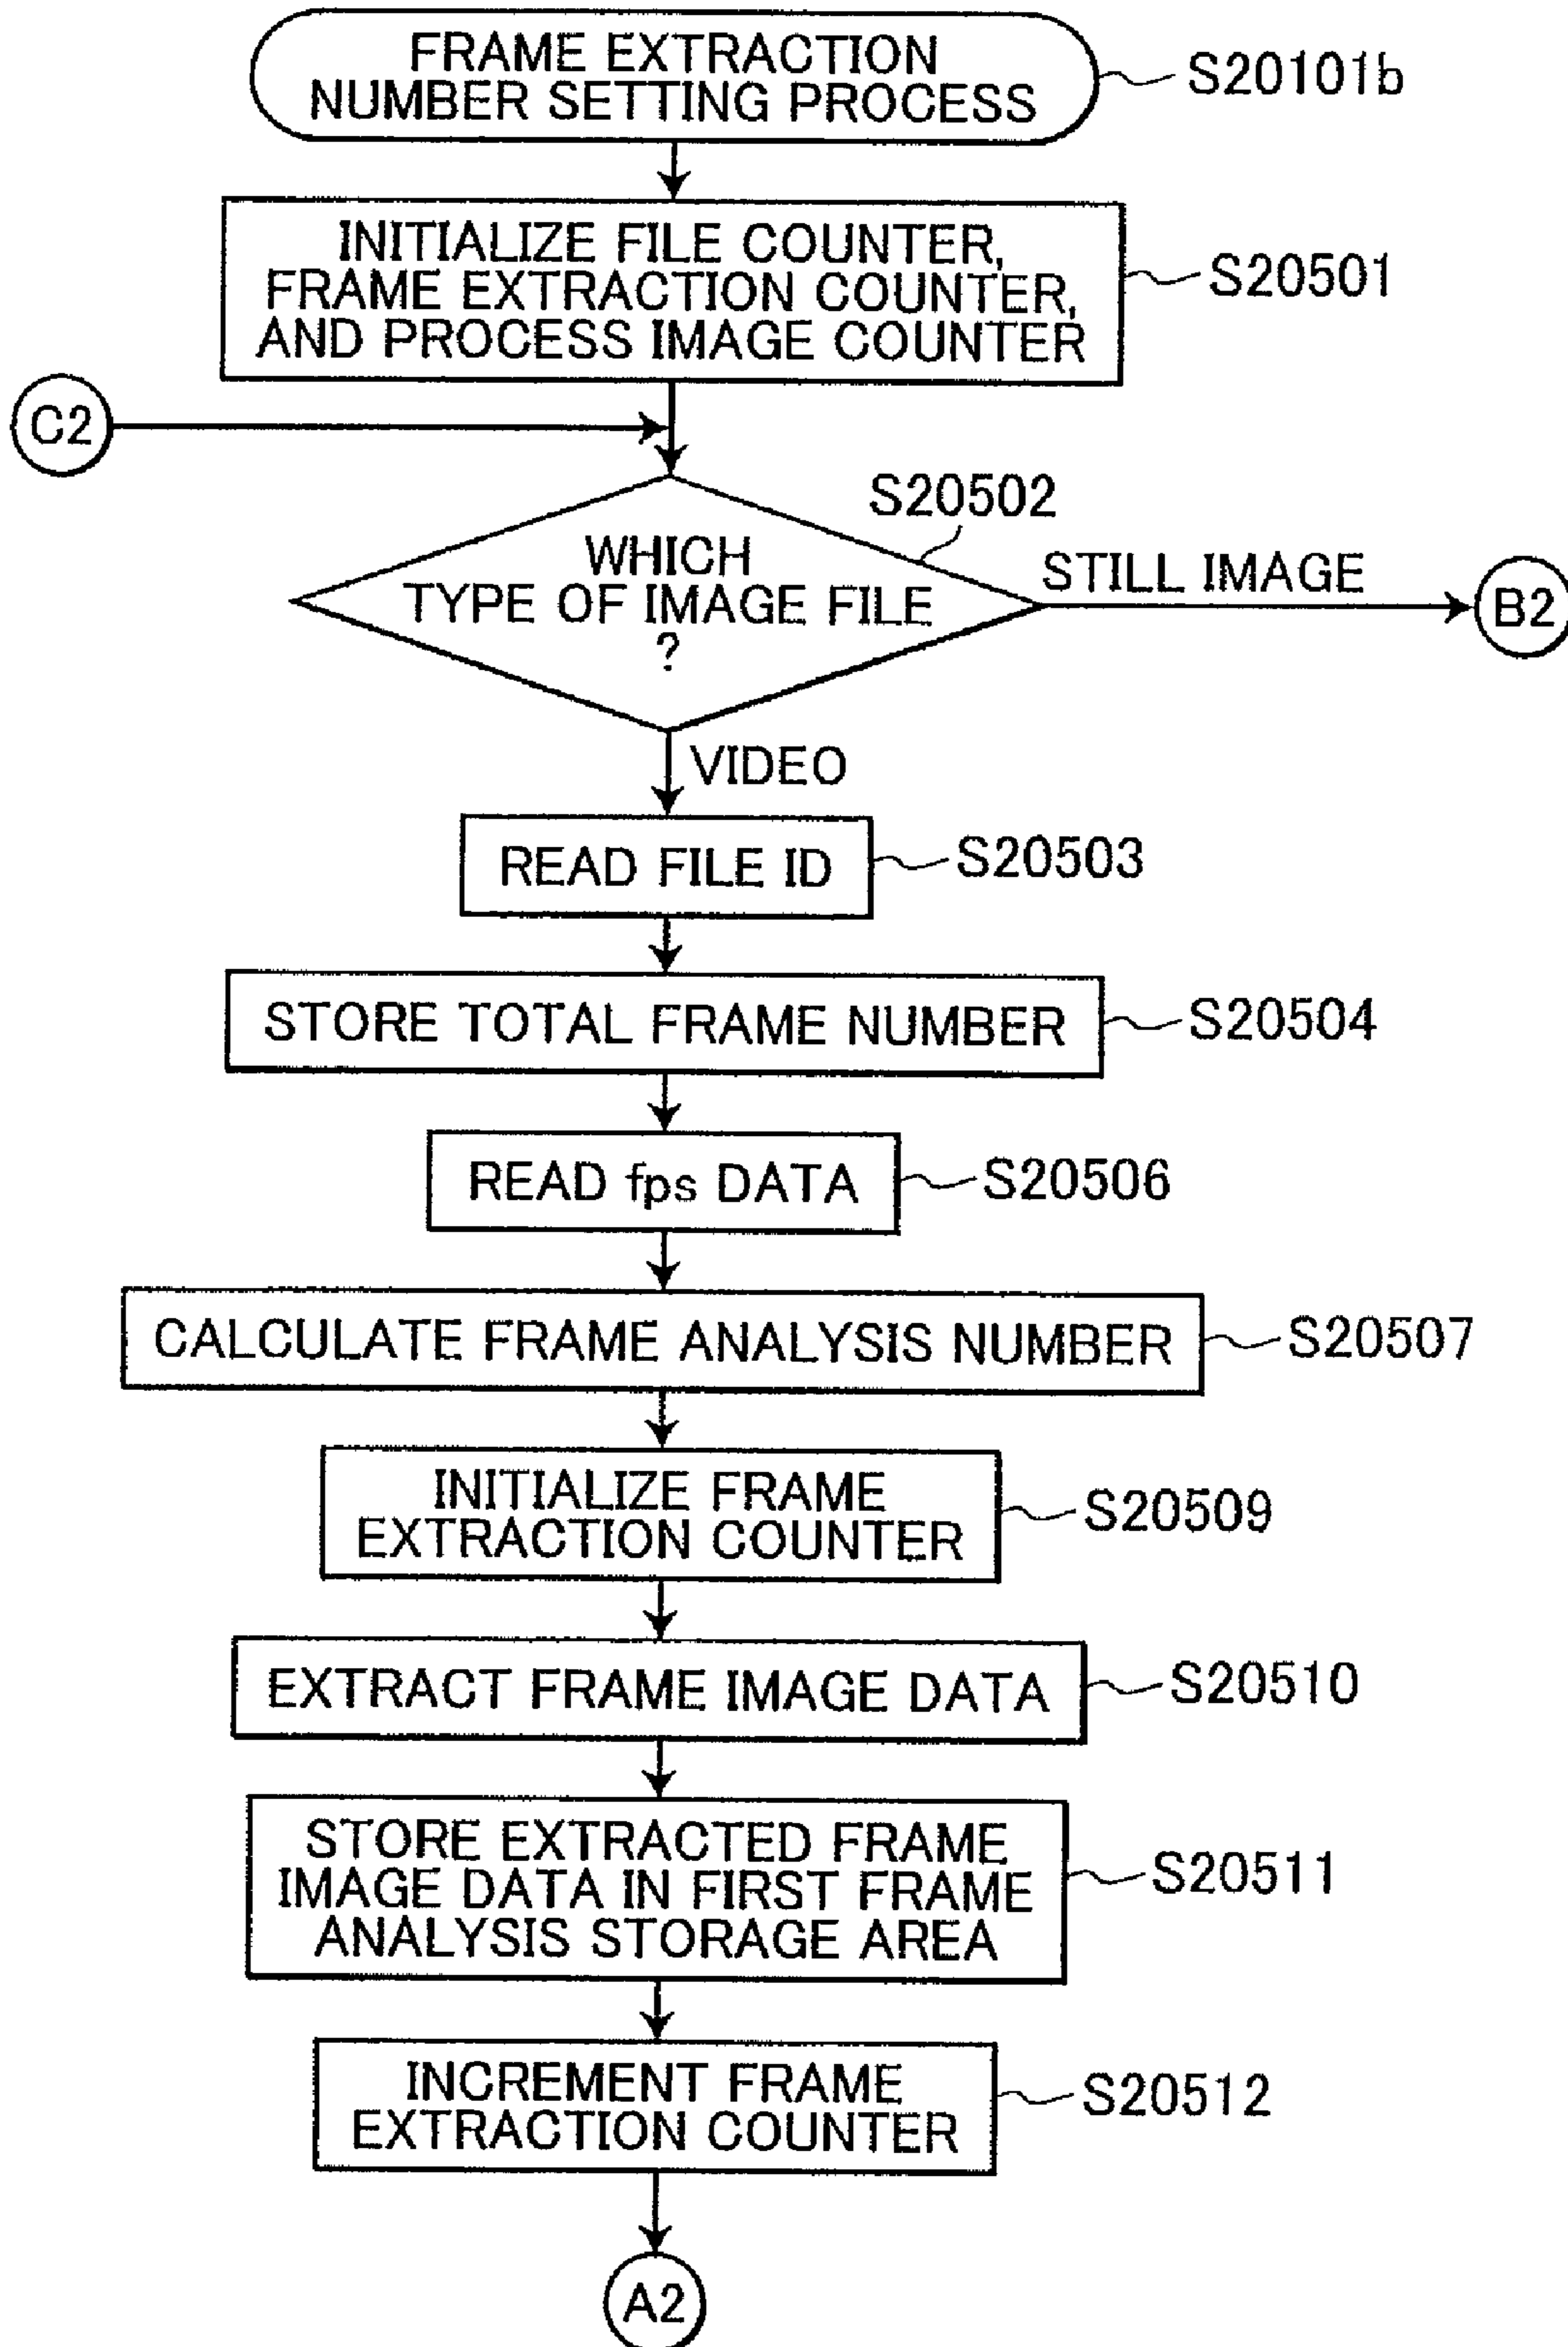 FRAME EXTRACTION
NUMBER SETTING PROCESS
S20101b
INITIALIZE FILE COUNTER,
FRAME EXTRACTION COUNTER,
AND PROCESS IMAGE COUNTER
S20501
C2
S20502
WHICH
TYPE OF IMAGE FILE
?
STILL IMAGE
B2
VIDEO
READ FILE ID
S20503
STORE TOTAL FRAME NUMBER
S20504
READ fps DATA
S20506
CALCULATE FRAME ANALYSIS NUMBER
S20507
INITIALIZE FRAME
EXTRACTION COUNTER
S20509
EXTRACT FRAME IMAGE DATA
S20510
STORE EXTRACTED FRAME
IMAGE DATA IN FIRST FRAME
ANALYSIS STORAGE AREA
S20511
INCREMENT FRAME
EXTRACTION COUNTER
S20512
A2